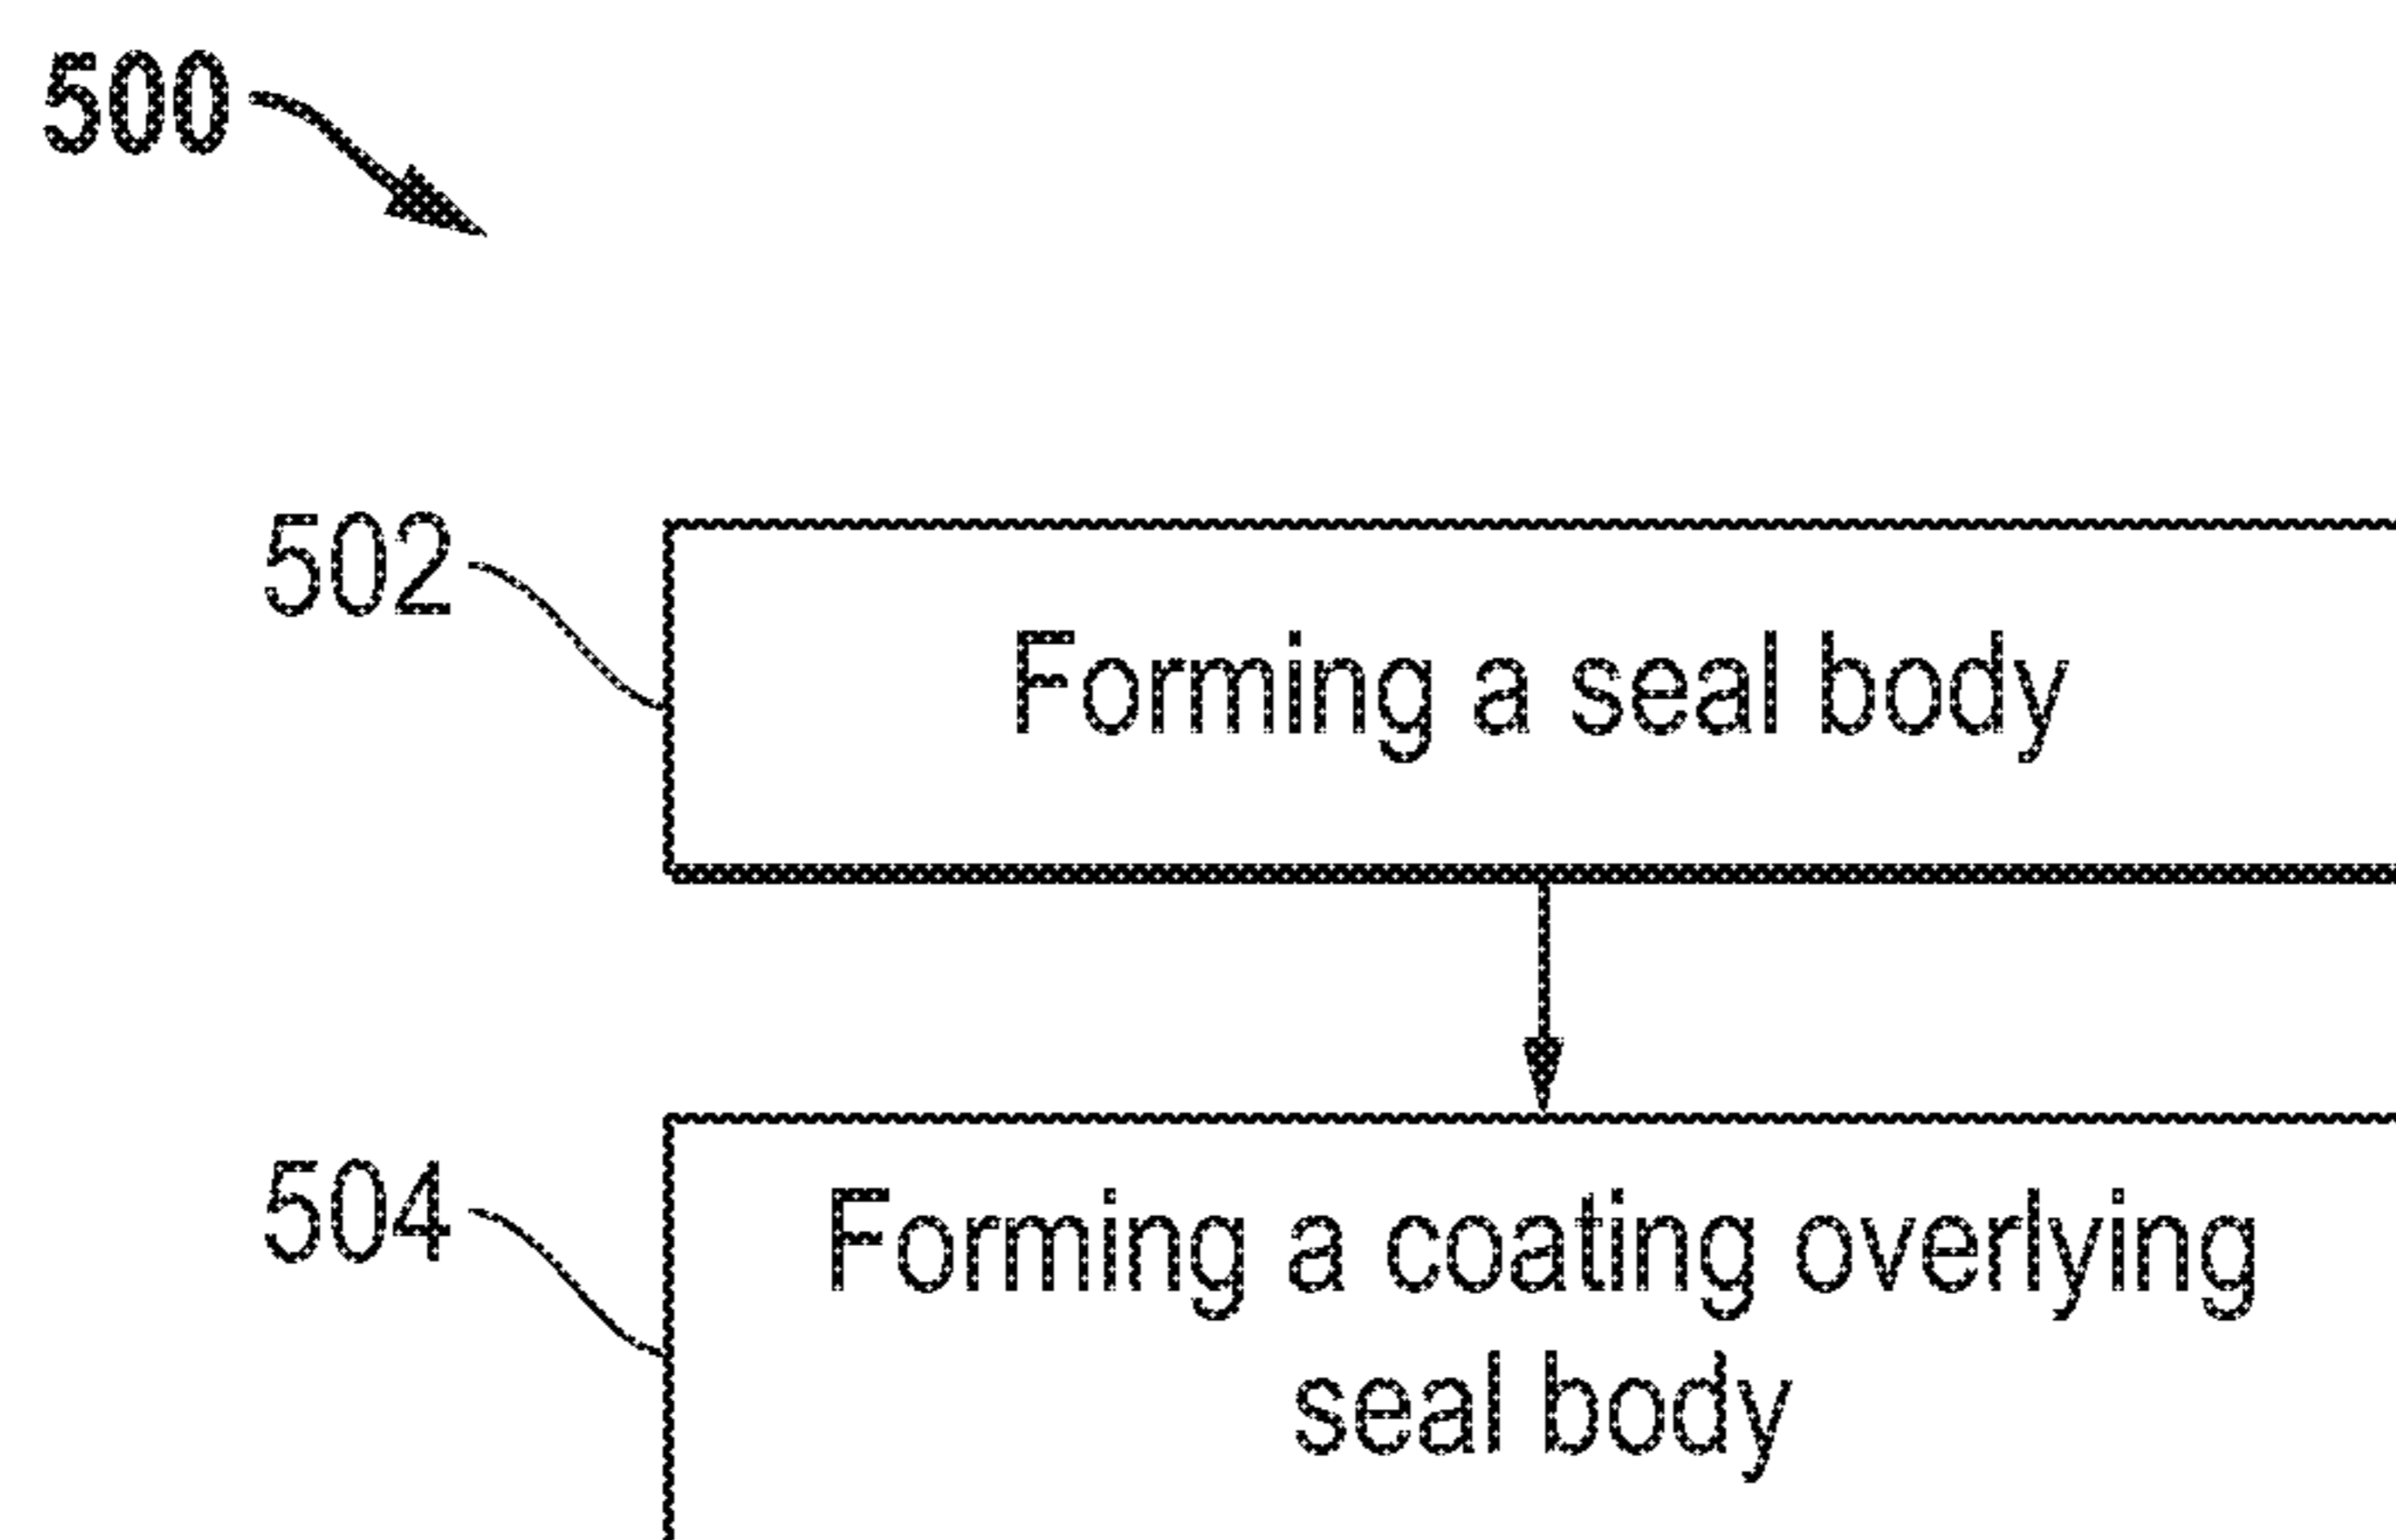 500
502
Forming a seal body
504
Forming a coating overlying
seal body